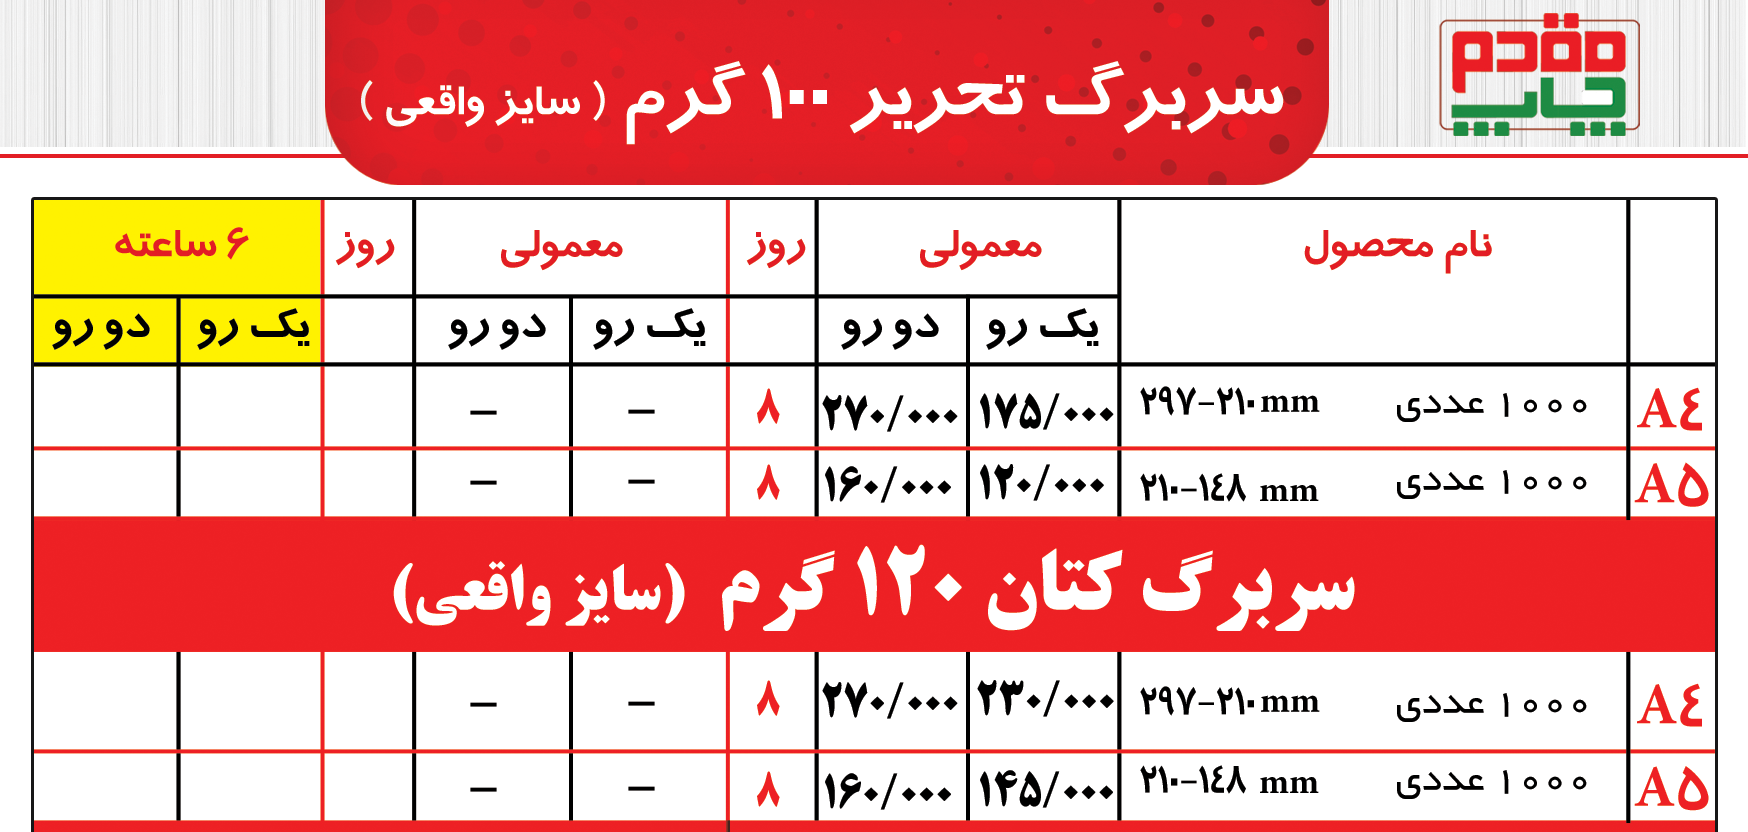 مقدم
چاپ
سربرگ تحریر ۱۰۰ گرم ( سایز واقعی )
نام محصول معمولی روز معمولی روز ۶ ساعته
یک رو دو رو یک رو دو رو یک رو دو رو
A٤ ۱۰۰۰ عددی ۲۹۷-۲۱۰mm ۱۷۵/۰۰۰ ۲۷۰/۰۰۰ ۸ – –
A۵ ۱۰۰۰ عددی ۲۱۰-۱٤۸ mm ۱۲۰/۰۰۰ ۱۶۰/۰۰۰ ۸ – –
سربرگ کتان ۱۲۰ گرم (سایز واقعی)
A٤ ۱۰۰۰ عددی ۲۹۷-۲۱۰mm ۲۳۰/۰۰۰ ۲۷۰/۰۰۰ ۸ – –
A۵ ۱۰۰۰ عددی ۲۱۰-۱٤۸ mm ۱۴۵/۰۰۰ ۱۶۰/۰۰۰ ۸ – –